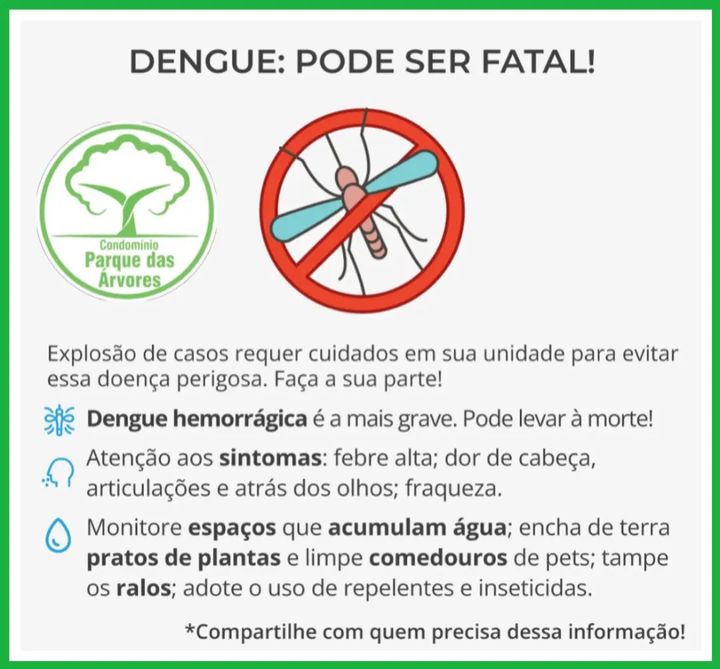 DENGUE: PODE SER FATAL!
Condomínio
Parque das
Árvores
Explosão de casos requer cuidados em sua unidade para evitar
essa doença perigosa. Faça a sua parte!
Dengue hemorrágica é a mais grave. Pode levar à morte!
Atenção aos sintomas: febre alta; dor de cabeça,
articulações e atrás dos olhos; fraqueza.
Monitore espaços que acumulam água; encha de terra
pratos de plantas e limpe comedouros de pets; tampe
os ralos; adote o uso de repelentes e inseticidas.
*Compartilhe com quem precisa dessa informação!